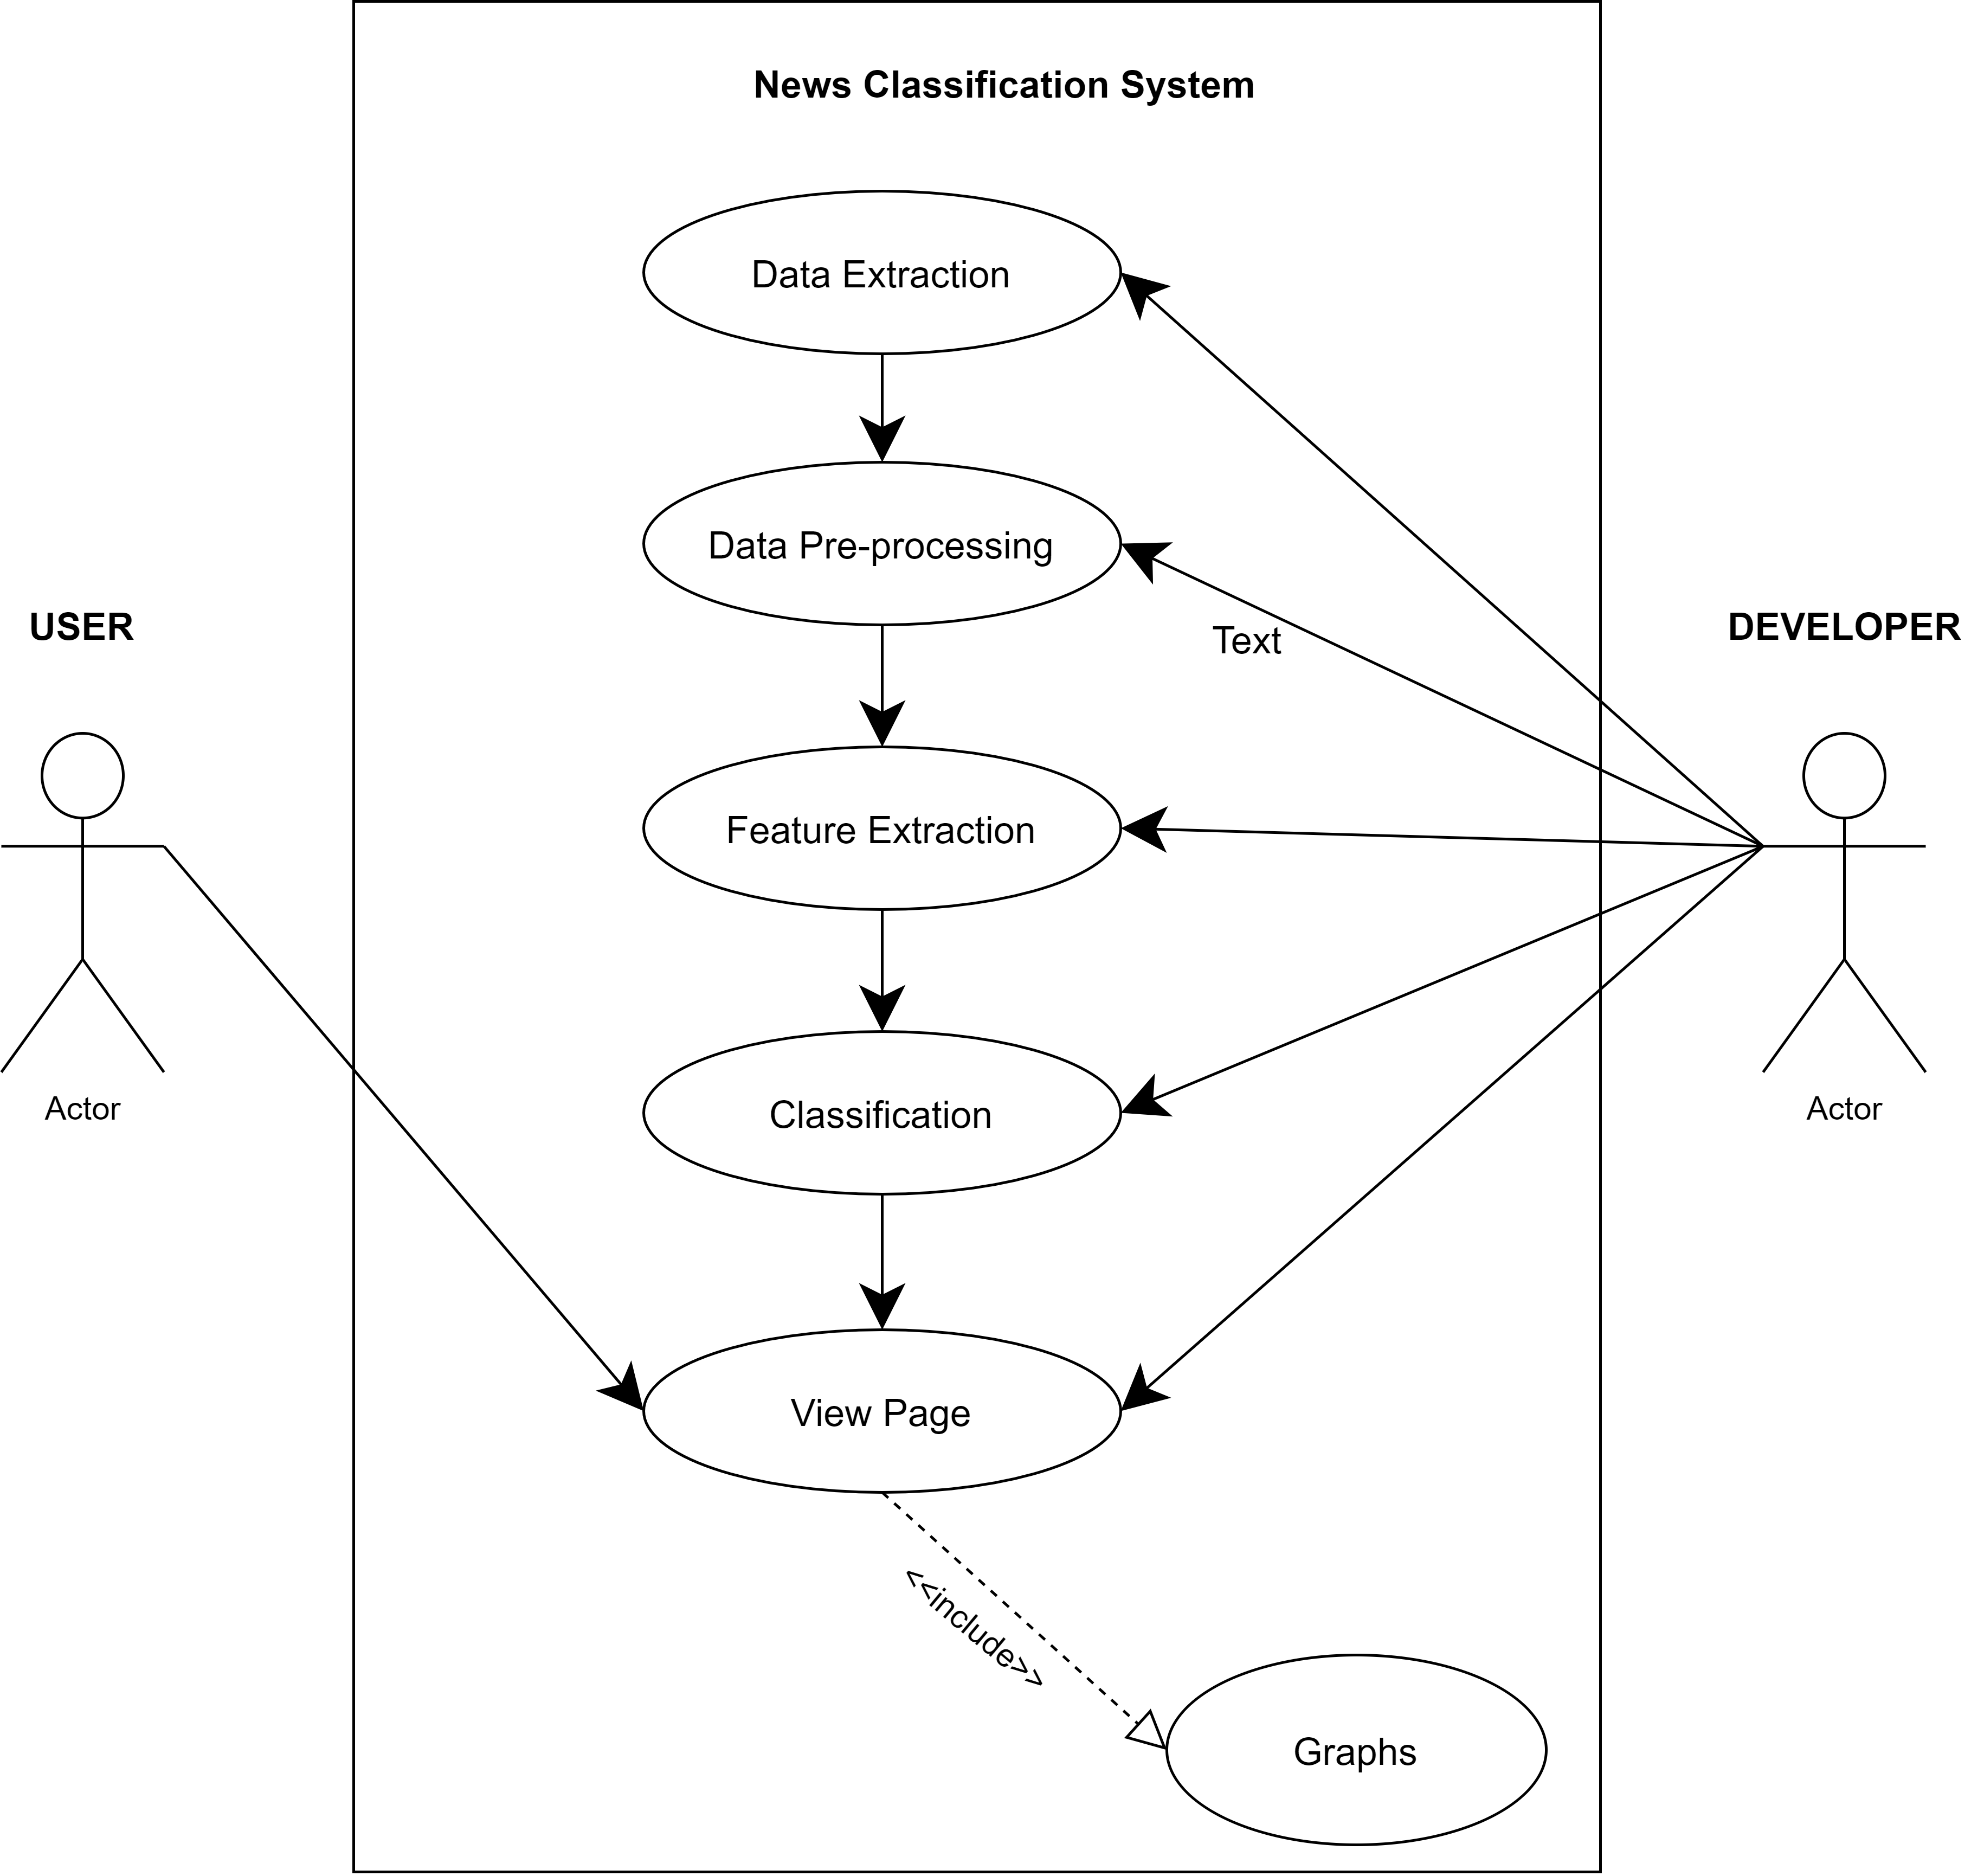 News Classification System
Data Extraction
Data Pre-processing
USER
Text
DEVELOPER
Feature Extraction
Actor
Classification
Actor
View Page
<<include>>
Graphs